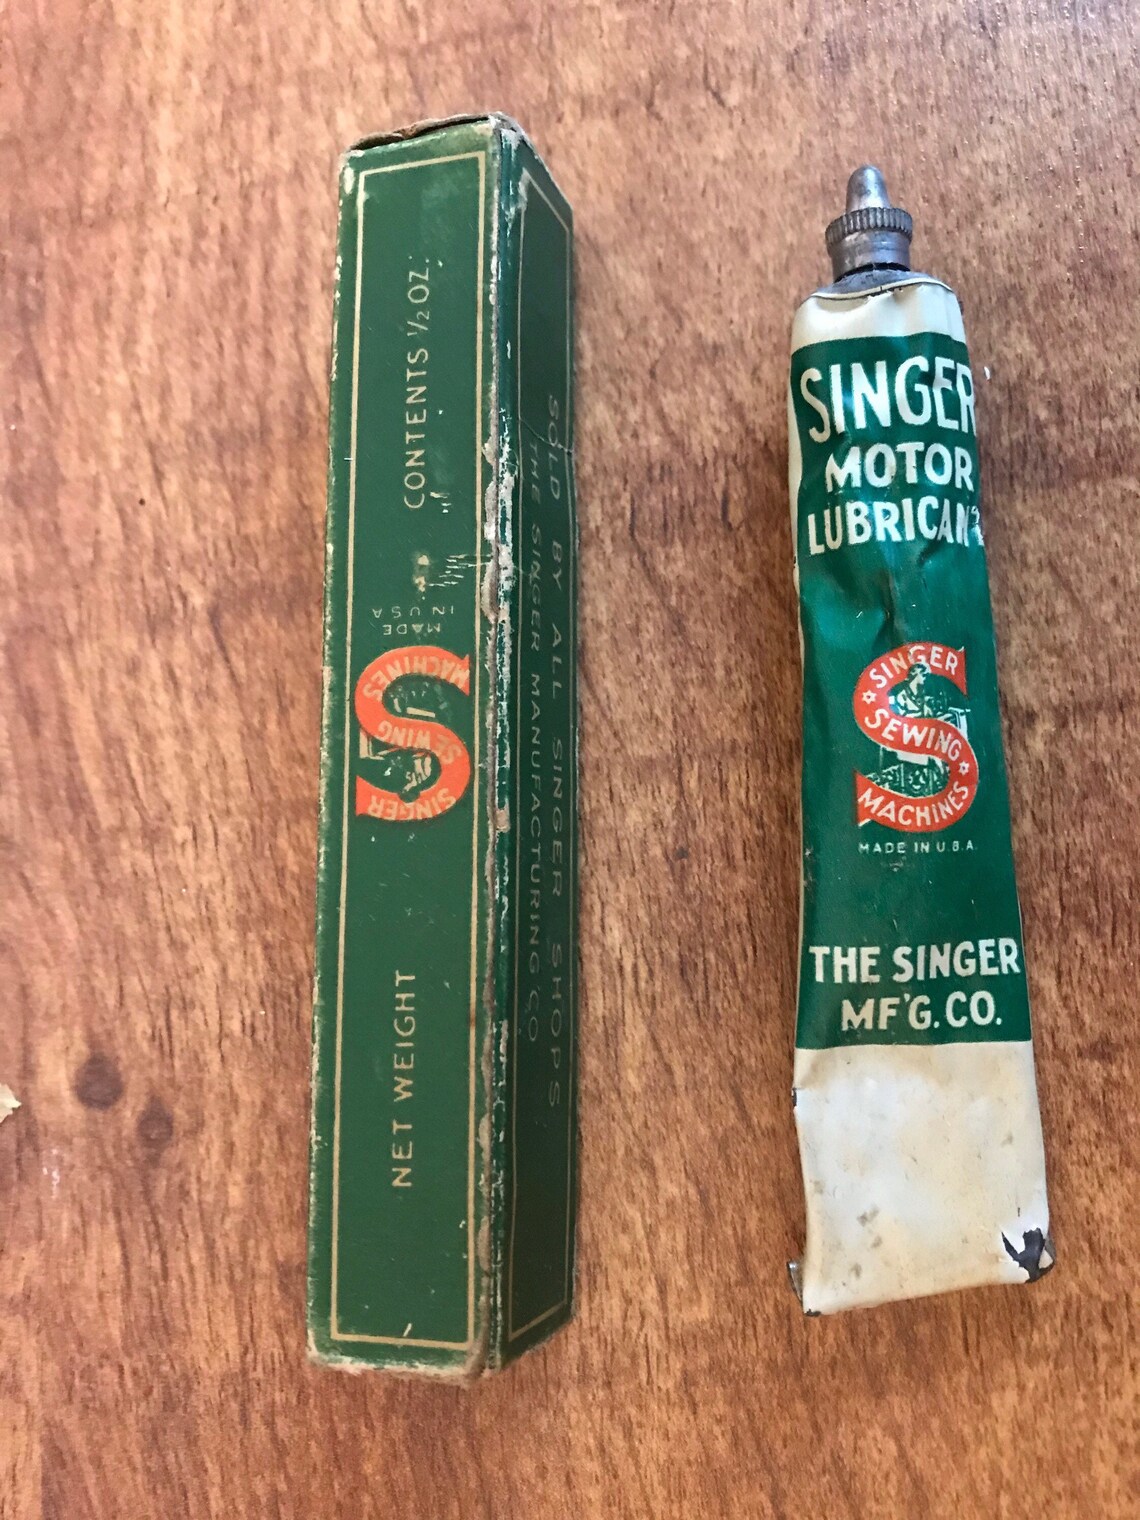 NET WEIGHT
CONTENTS ½ OZ.
SINGER
SEWING
MACHINES
MADE
IN USA
SOLD BY ALL SINGER SHOPS
THE SINGER MANUFACTURING CO
SINGER
MOTOR
LUBRICANT
SINGER
SEWING
MACHINES
MADE IN U.S.A.
THE SINGER
MF'G. CO.